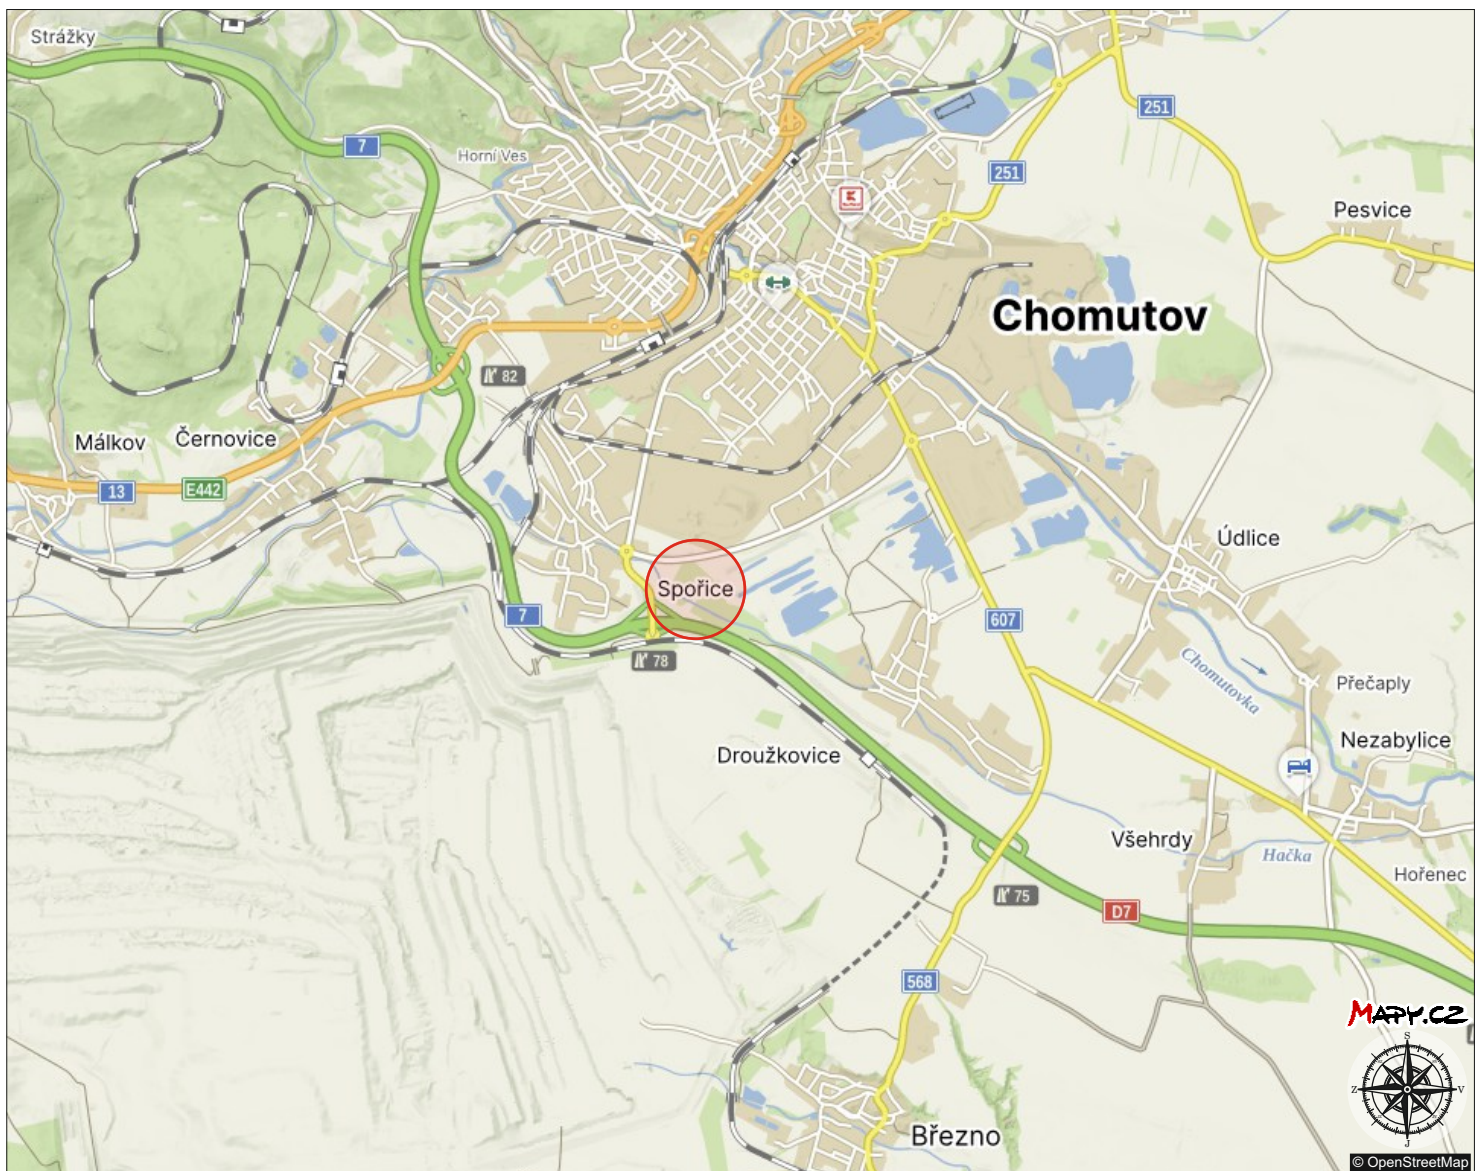 Strážky
251
7
Horní Ves
251
Pesvice
Chomutov
82
Málkov
Černovice
13
E442
Údlice
Spořice
7
607
78
Chomutovka
Přečaply
Droužkovice
Nezabylice
Všehrdy
Hačka
Hořenec
75
D7
568
MAPY.CZ
S
Z
V
J
Březno
© OpenStreetMap